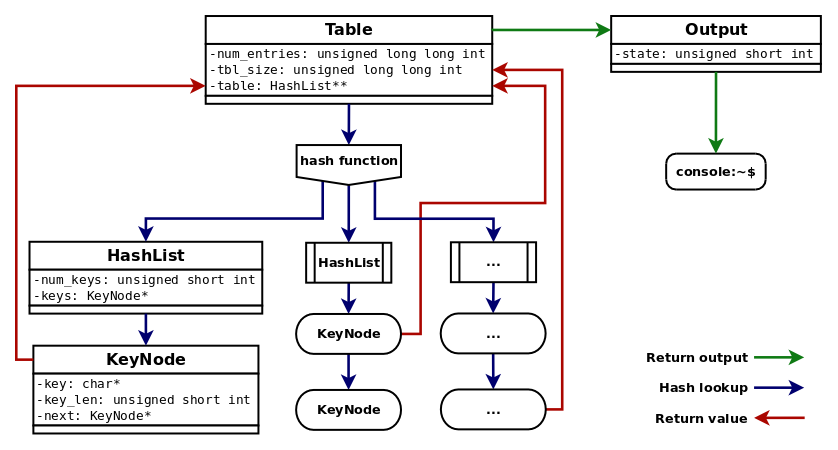 Table
-num_entries: unsigned long long int
-tbl_size: unsigned long long int
-table: HashList**
Output
-state: unsigned short int
console:~$
hash function
HashList
-num_keys: unsigned short int
-keys: KeyNode*
HashList
...
KeyNode
-key: char*
-key_len: unsigned short int
-next: KeyNode*
KeyNode
...
KeyNode
...
Return output
Hash lookup
Return value